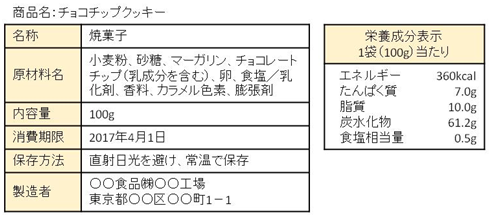 商品名：チョコチップクッキー
名称 焼菓子
原材料名 小麦粉、砂糖、マーガリン、チョコレート
チップ（乳成分を含む）、卵、食塩／乳
化剤、香料、カラメル色素、膨張剤
内容量 100g
消費期限 2017年4月1日
保存方法 直射日光を避け、常温で保存
製造者 〇〇食品㈱〇〇工場
東京都〇〇区〇〇町1－1
栄養成分表示
1袋（100g）当たり
エネルギー 360kcal
たんぱく質 7.0g
脂質 10.0g
炭水化物 61.2g
食塩相当量 0.5g